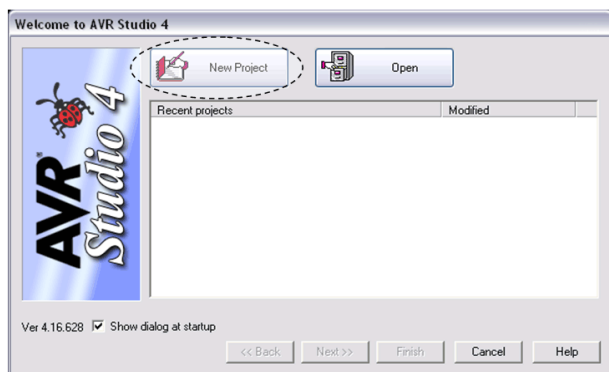 Welcome to AVR Studio 4
New Project
Open
Recent projects
Modified
AVR
Studio 4
Ver 4.16.628
Show dialog at startup
<< Back
Next >>
Finish
Cancel
Help